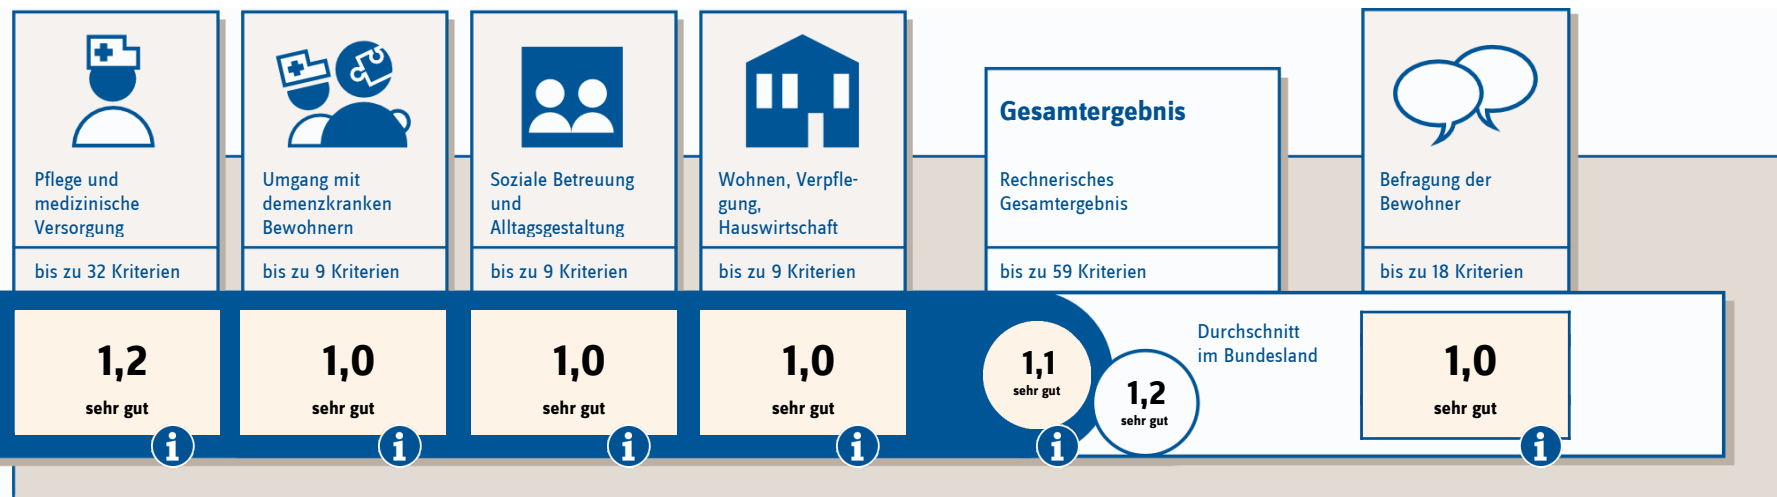 Pflege und
medizinische
Versorgung
bis zu 32 Kriterien
1,2
sehr gut
Umgang mit
demenzkranken
Bewohnern
bis zu 9 Kriterien
1,0
sehr gut
Soziale Betreuung
und
Alltagsgestaltung
bis zu 9 Kriterien
1,0
sehr gut
Wohnen, Verpfle-
gung,
Hauswirtschaft
bis zu 9 Kriterien
1,0
sehr gut
Gesamtergebnis
Rechnerisches
Gesamtergebnis
bis zu 59 Kriterien
1,1
sehr gut
Durchschnitt
im Bundesland
1,2
sehr gut
Befragung der
Bewohner
bis zu 18 Kriterien
1,0
sehr gut